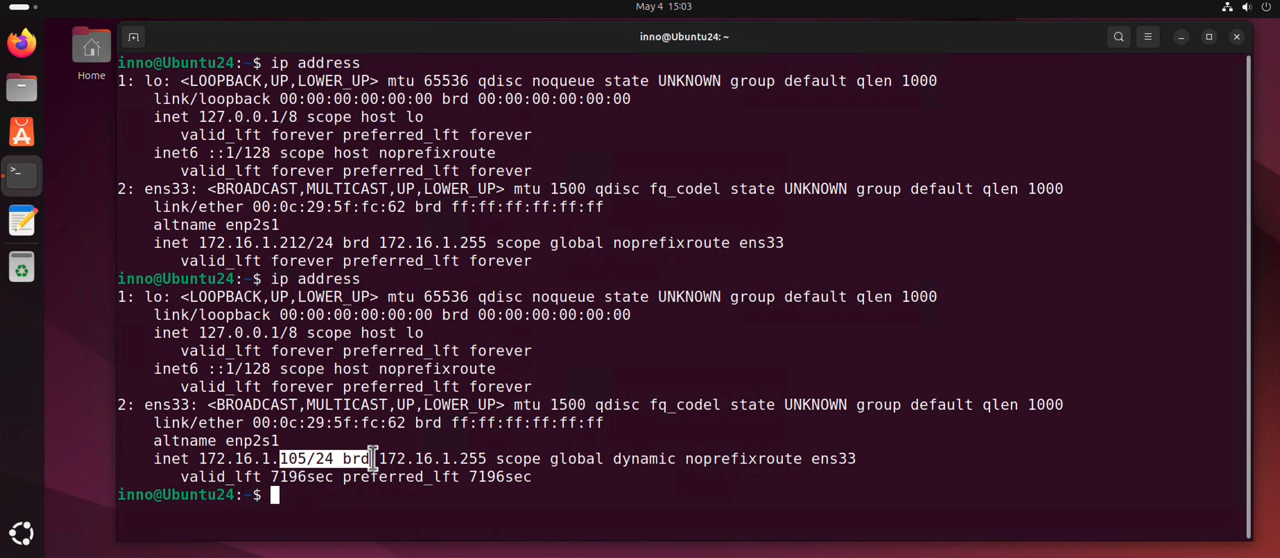 May 4 15:03
inno@Ubuntu24: ~
Home
inno@Ubuntu24:~$ ip address
1: lo: <LOOPBACK,UP,LOWER_UP> mtu 65536 qdisc noqueue state UNKNOWN group default qlen 1000
link/loopback 00:00:00:00:00:00 brd 00:00:00:00:00:00
inet 127.0.0.1/8 scope host lo
valid_lft forever preferred_lft forever
inet6 ::1/128 scope host noprefixroute
valid_lft forever preferred_lft forever
2: ens33: <BROADCAST,MULTICAST,UP,LOWER_UP> mtu 1500 qdisc fq_codel state UNKNOWN group default qlen 1000
link/ether 00:0c:29:5f:fc:62 brd ff:ff:ff:ff:ff:ff
altname enp2s1
inet 172.16.1.212/24 brd 172.16.1.255 scope global noprefixroute ens33
valid_lft forever preferred_lft forever
inno@Ubuntu24:~$ ip address
1: lo: <LOOPBACK,UP,LOWER_UP> mtu 65536 qdisc noqueue state UNKNOWN group default qlen 1000
link/loopback 00:00:00:00:00:00 brd 00:00:00:00:00:00
inet 127.0.0.1/8 scope host lo
valid_lft forever preferred_lft forever
inet6 ::1/128 scope host noprefixroute
valid_lft forever preferred_lft forever
2: ens33: <BROADCAST,MULTICAST,UP,LOWER_UP> mtu 1500 qdisc fq_codel state UNKNOWN group default qlen 1000
link/ether 00:0c:29:5f:fc:62 brd ff:ff:ff:ff:ff:ff
altname enp2s1
inet 172.16.1.105/24 brd 172.16.1.255 scope global dynamic noprefixroute ens33
valid_lft 7196sec preferred_lft 7196sec
inno@Ubuntu24:~$